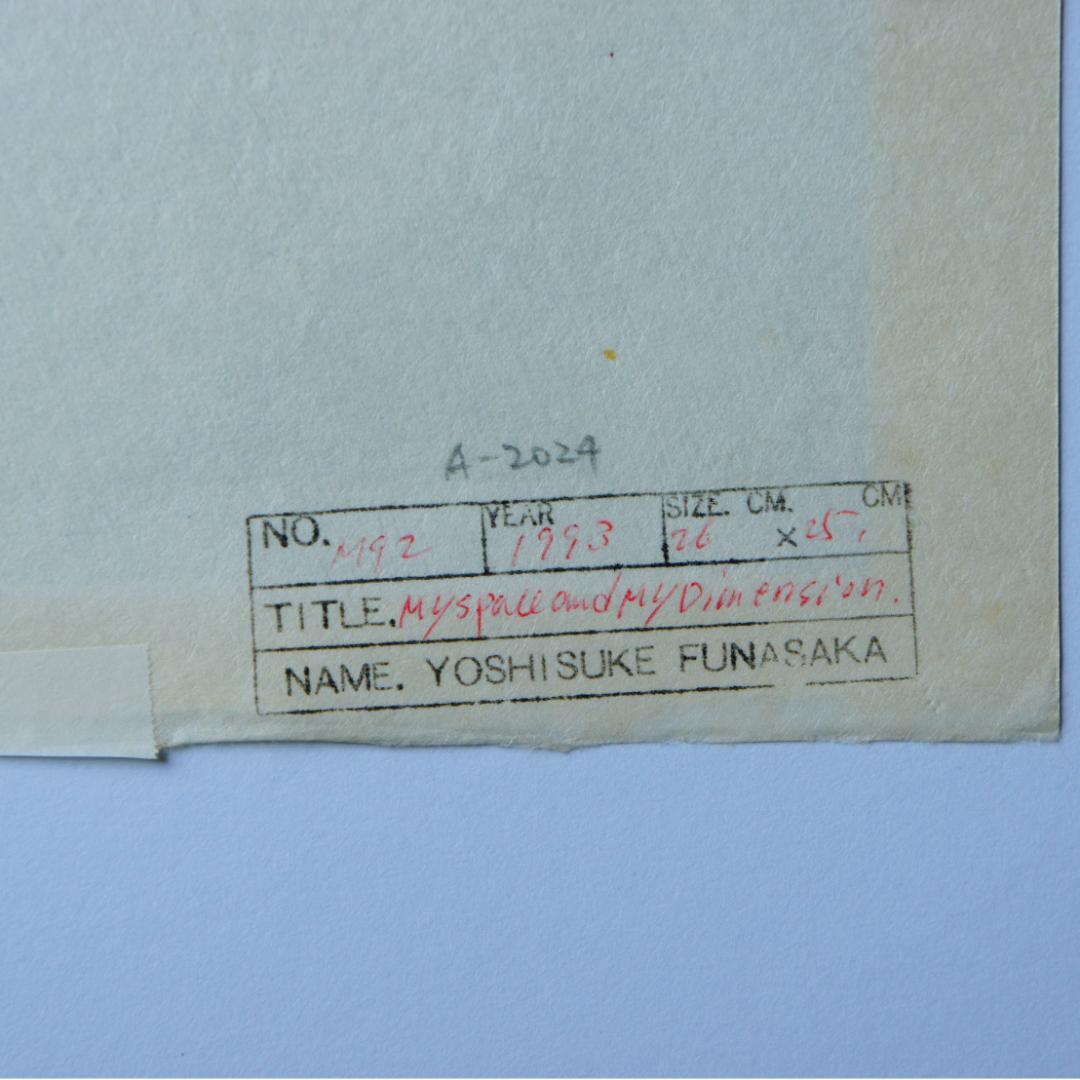 A-2024
NO. M92 YEAR 1993 SIZE. CM. CM 26 × 25,
TITLE. My space and My Dimension.
NAME. YOSHISUKE FUNASAKA